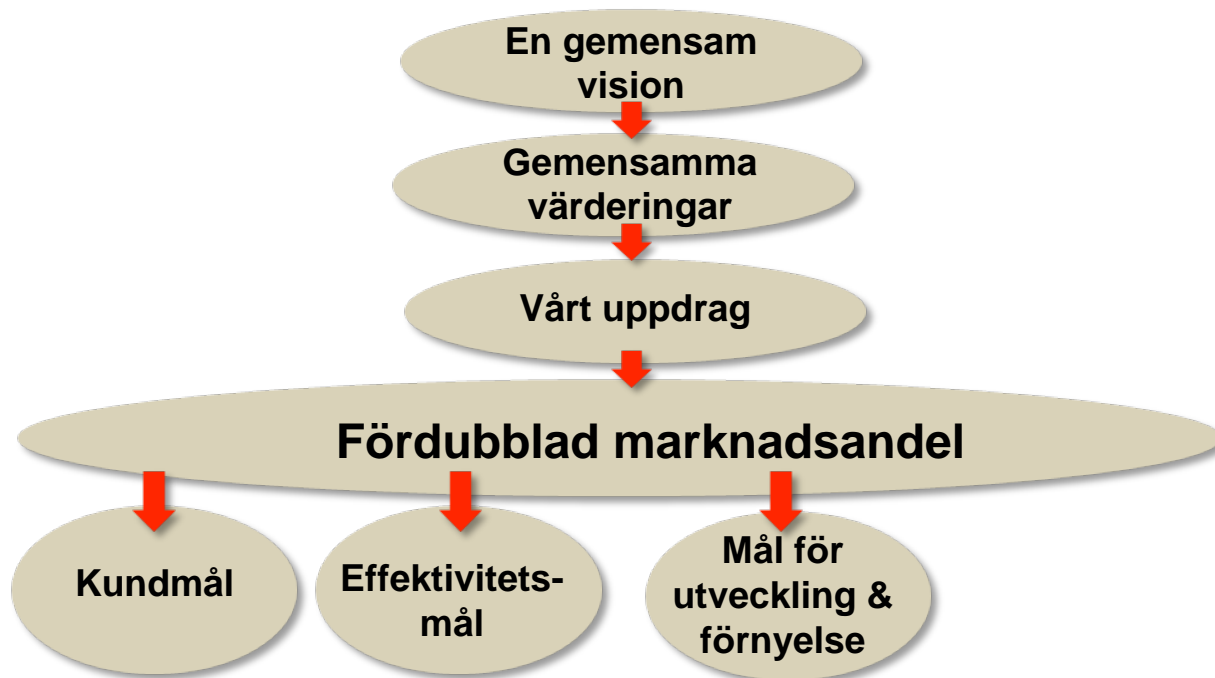 En gemensam
vision
Gemensamma
värderingar
Vårt uppdrag
Fördubblad marknadsandel
Kundmål
Effektivitets-
mål
Mål för
utveckling &
förnyelse